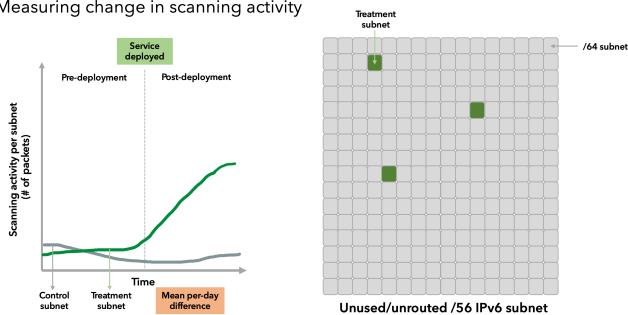 Measuring change in scanning activity
Service
deployed
Pre-deployment
Post-deployment
Scanning activity per subnet
(# of packets)
Time
Control
subnet
Treatment
subnet
Mean per-day
difference
Treatment
subnet
/64 subnet
Unused/unrouted /56 IPv6 subnet